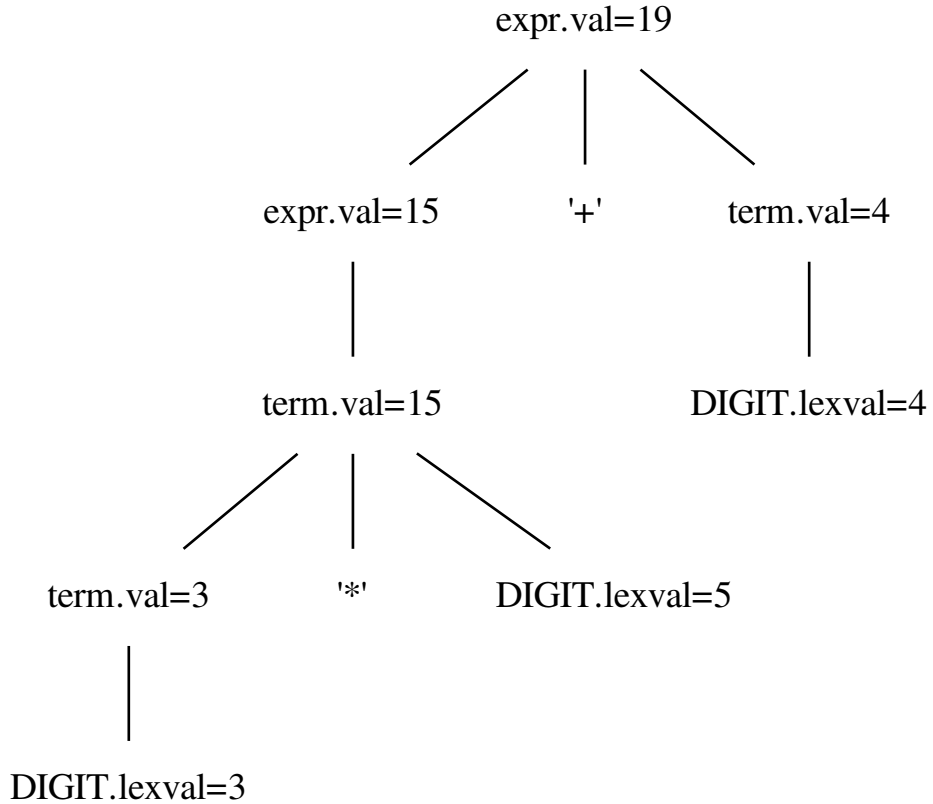 expr.val=19
expr.val=15 '+' term.val=4
term.val=15 DIGIT.lexval=4
term.val=3 '*' DIGIT.lexval=5
DIGIT.lexval=3